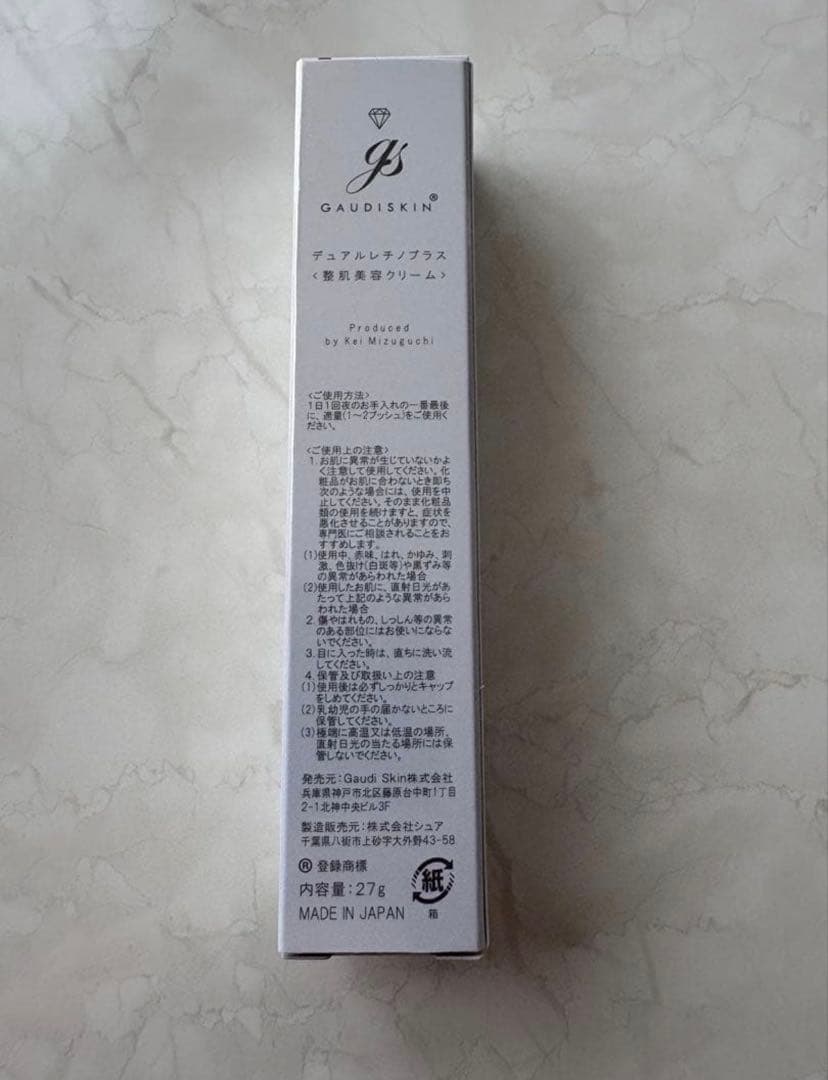 gs
GAUDISKIN®
デュアルレチノプラス
<整肌美容クリーム>
Produced
by Kei Mizuguchi
<ご使用方法>
1日1回夜のお手入れの一番最後
に、適量(1〜2プッシュ)をご使用く
ださい。
<ご使用上の注意>
1. お肌に異常が生じていないかよ
く注意して使用してください。化
粧品がお肌に合わないとき即ち
次のような場合には、使用を中
止してください。そのまま化粧品
類の使用を続けますと、症状を
悪化させることがありますので、
専門医にご相談されることをお
すすめします。
(1)使用中、赤味、はれ、かゆみ、刺
激、色抜け(白斑等)や黒ずみ等
の異常があらわれた場合
(2)使用したお肌に、直射日光があ
たって上記のような異常があら
われた場合
2. 傷やはれもの、しっしん等の異常
のある部位にはお使いにならな
いでください。
3. 目に入った時は、直ちに洗い流
してください。
4. 保管及び取扱い上の注意
(1)使用後は必ずしっかりとキャップ
をしめてください。
(2)乳幼児の手の届かないところに
保管してください。
(3)極端に高温又は低温の場所、
直射日光の当たる場所には保
管しないでください。
発売元:Gaudi Skin株式会社
兵庫県神戸市北区藤原台中町1丁目
2-1北神中央ビル3F
製造販売元:株式会社シュア
千葉県八街市上砂字大外野43-58
®登録商標
内容量:27g
MADE IN JAPAN
紙
箱